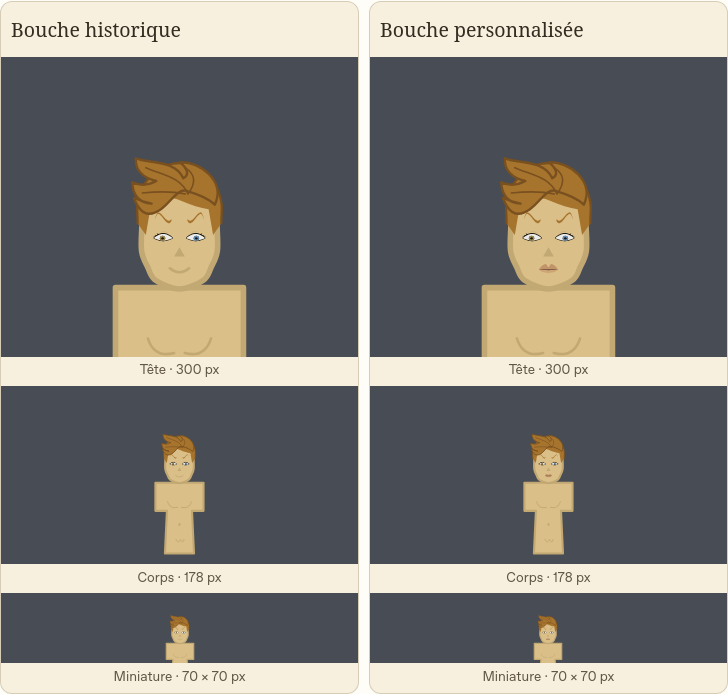 Bouche historique
Tête · 300 px
Corps · 178 px
Miniature · 70 × 70 px
Bouche personnalisée
Tête · 300 px
Corps · 178 px
Miniature · 70 × 70 px